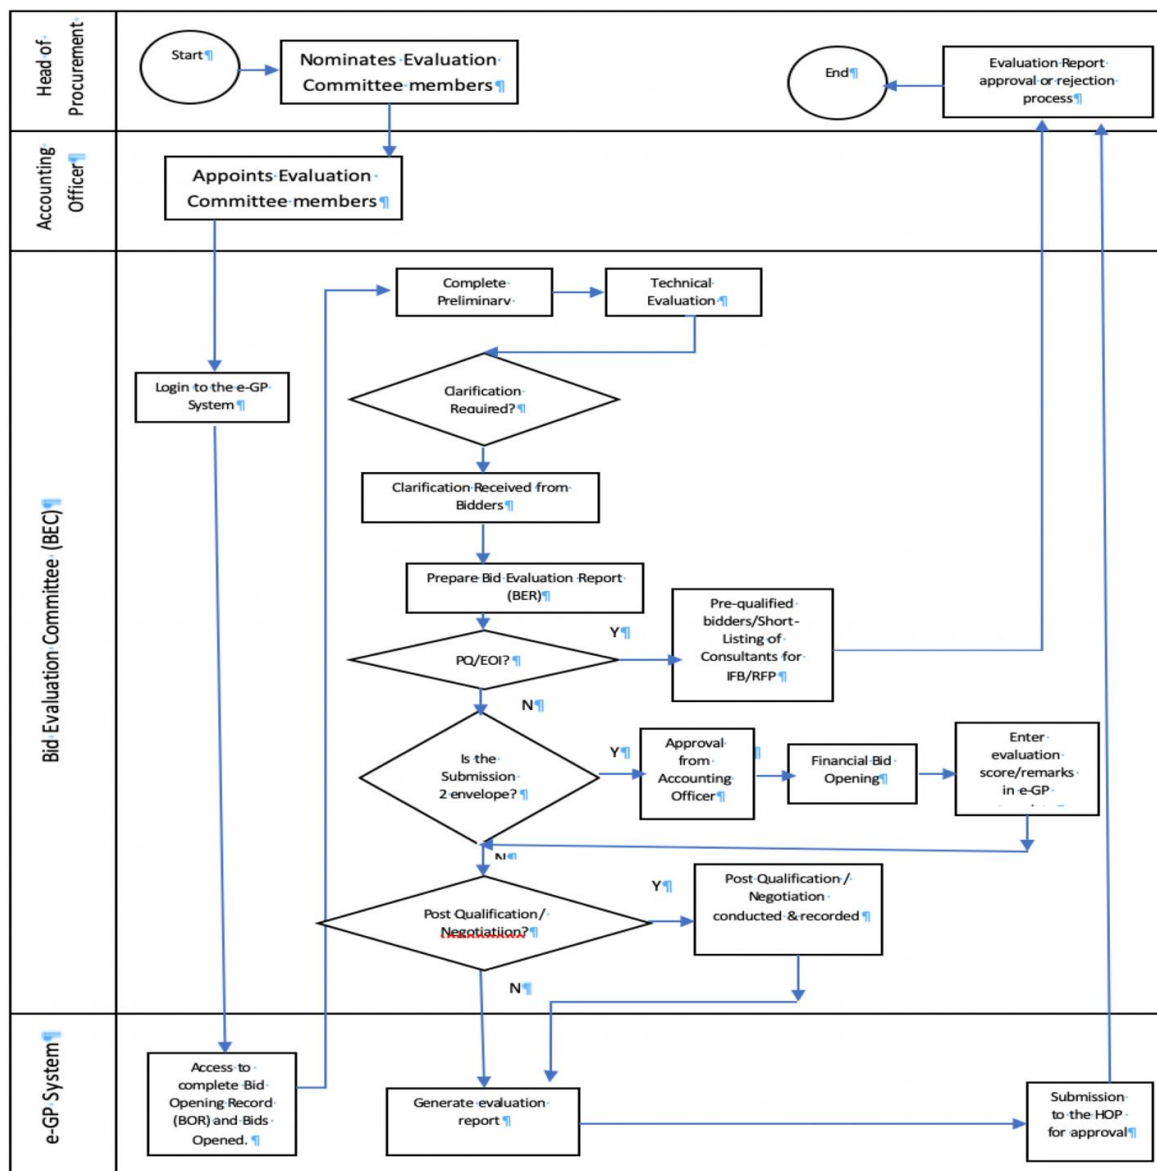 Head of
Procurement
Start¶
Nominates Evaluation
Committee members¶
End¶
Evaluation Report
approval or rejection
process¶
Accounting
Officer¶
Appoints Evaluation
Committee members¶
Bid Evaluation Committee (BEC)¶
Complete
Preliminary
Technical
Evaluation¶
Login to the e-GP
System¶
Clarification
Required?¶
Clarification Received from
Bidders¶
Prepare Bid Evaluation Report
(BER)¶
PQ/EOI?¶
Y¶
Pre-qualified
bidders/Short-
Listing of
Consultants for
IFB/RFP¶
N¶
Is the
Submission
2 envelope?¶
Y¶
Approval
from
Accounting
Officer¶
¶
Financial Bid
Opening¶
Enter
evaluation
score/remarks
in e-GP
N¶
Post Qualification/
Negotiatiion?¶
Y¶
Post Qualification/
Negotiation
conducted & recorded¶
N¶
e-GP System¶
Access to
complete Bid
Opening Record
(BOR) and Bids
Opened.¶
Generate evaluation
report¶
Submission
to the HOP
for approval¶